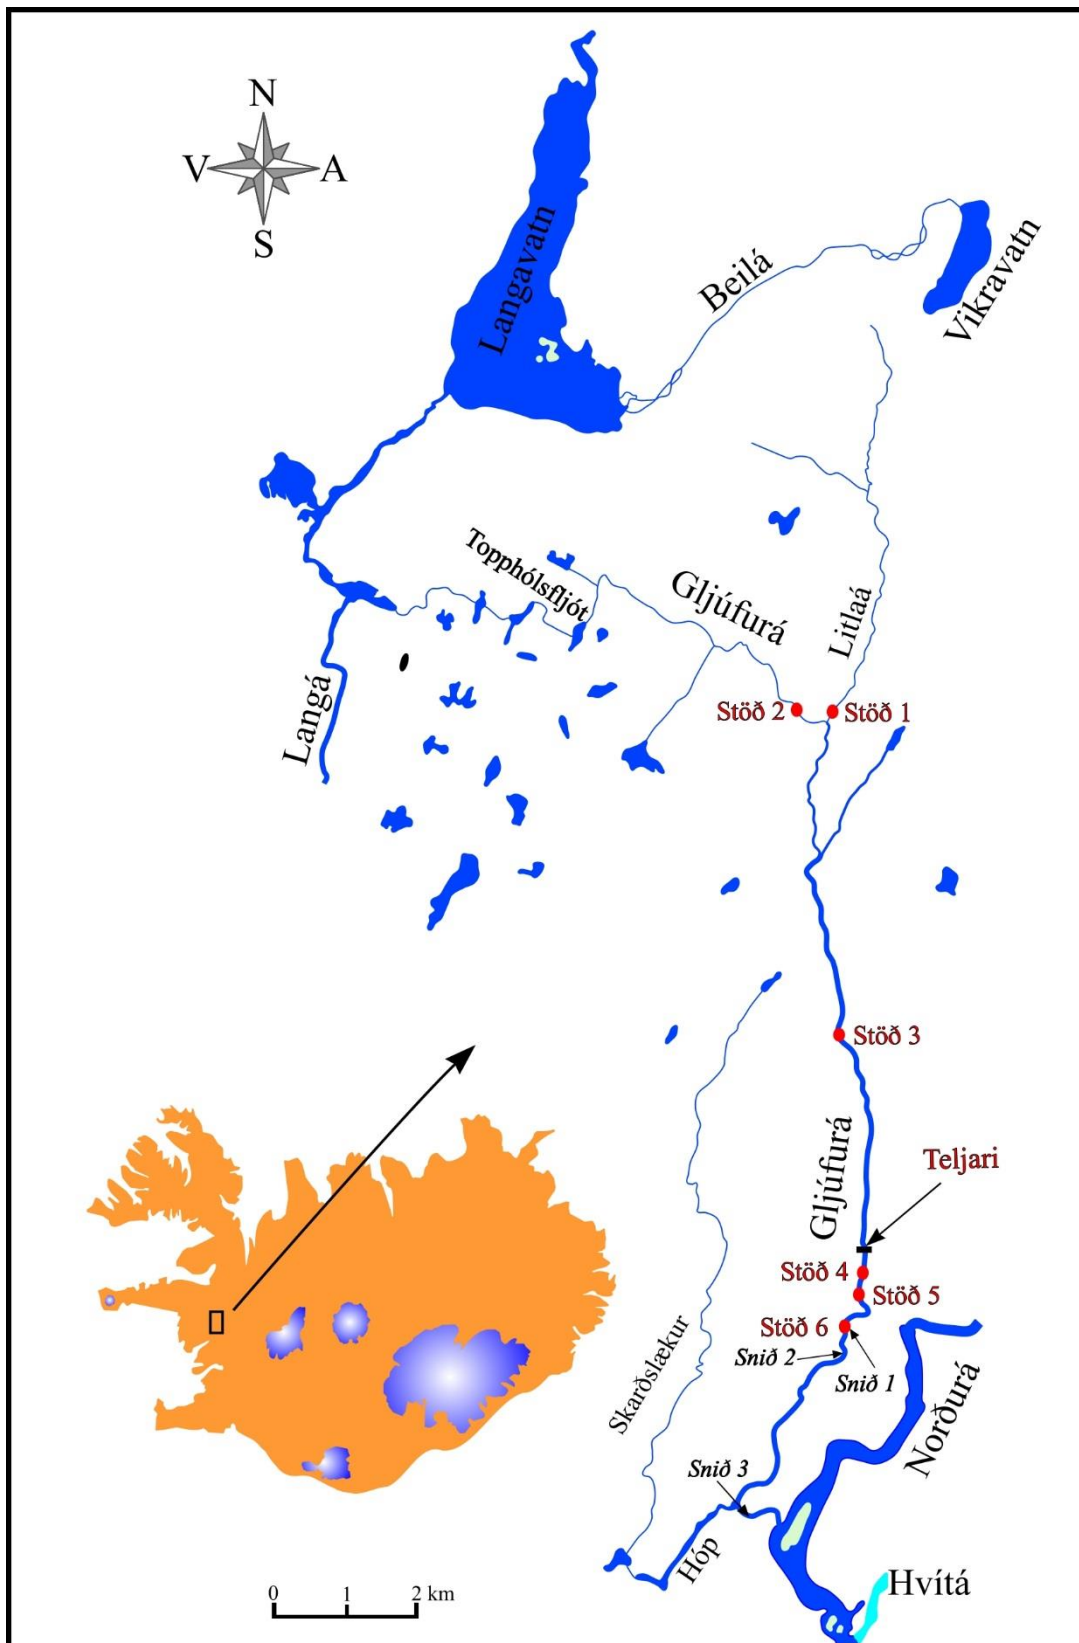 N
V
A
S
Langavatn
Beilá
Vikravatn
Topphólsfljót
Gljúfurá
Litlaá
Langá
Stöð 2
Stöð 1
Stöð 3
Gljúfurá
Teljari
Stöð 4
Stöð 5
Stöð 6
Snið 2
Snið 1
Skarðslækur
Norðurá
Snið 3
Hóp
Hvítá
0 1 2 km